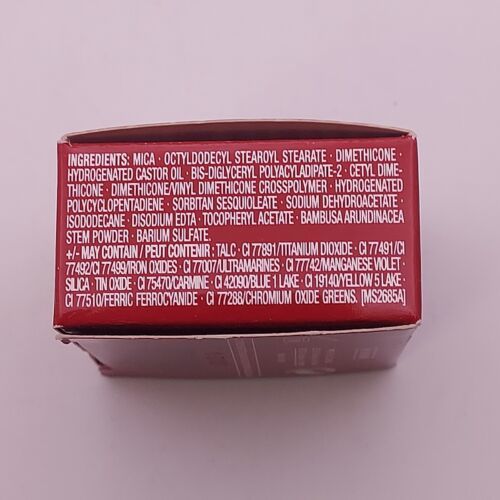 INGREDIENTS: MICA · OCTYLDODECYL STEAROYL STEARATE · DIMETHICONE ·
HYDROGENATED CASTOR OIL · BIS-DIGLYCERYL POLYACYLADIPATE-2 · CETYL DIME-
THICONE · DIMETHICONE/VINYL DIMETHICONE CROSSPOLYMER · HYDROGENATED
POLYCYCLOPENTADIENE · SORBITAN SESQUIOLEATE · SODIUM DEHYDROACETATE ·
ISODODECANE · DISODIUM EDTA · TOCOPHERYL ACETATE · BAMBUSA ARUNDINACEA
STEM POWDER · BARIUM SULFATE.
+/- MAY CONTAIN / PEUT CONTENIR : TALC · CI 77891/TITANIUM DIOXIDE · CI 77491/CI
77492/CI 77499/IRON OXIDES · CI 77007/ULTRAMARINES · CI 77742/MANGANESE VIOLET ·
SILICA · TIN OXIDE · CI 75470/CARMINE · CI 42090/BLUE 1 LAKE · CI 19140/YELLOW 5 LAKE ·
CI 77510/FERRIC FERROCYANIDE · CI 77288/CHROMIUM OXIDE GREENS. [MS2685A]